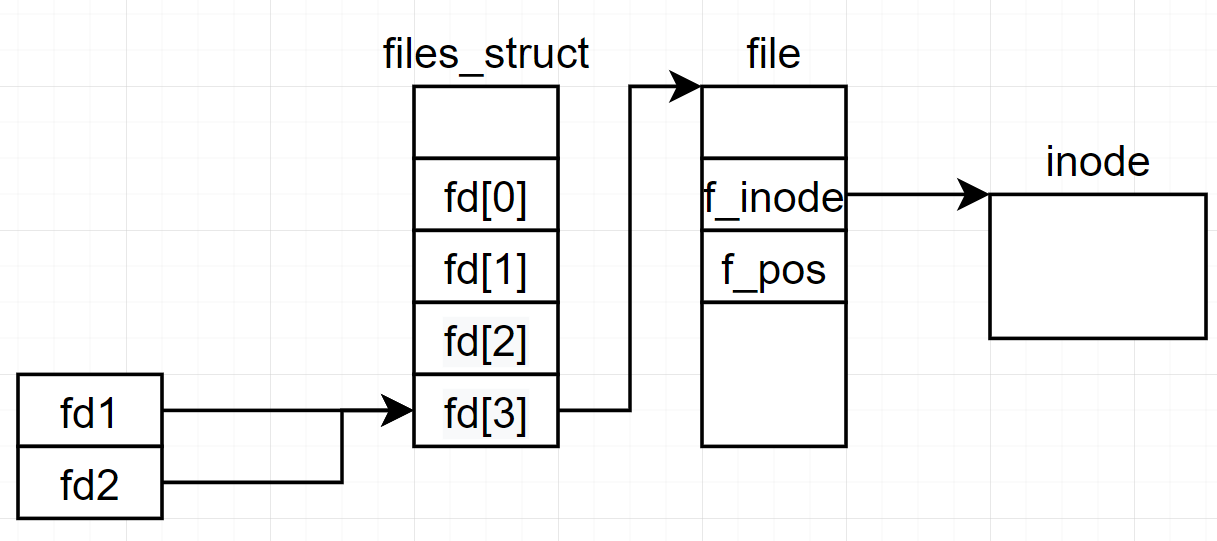 files_struct
file
inode
fd[0]
fd[1]
fd[2]
fd[3]
f_inode
f_pos
fd1
fd2